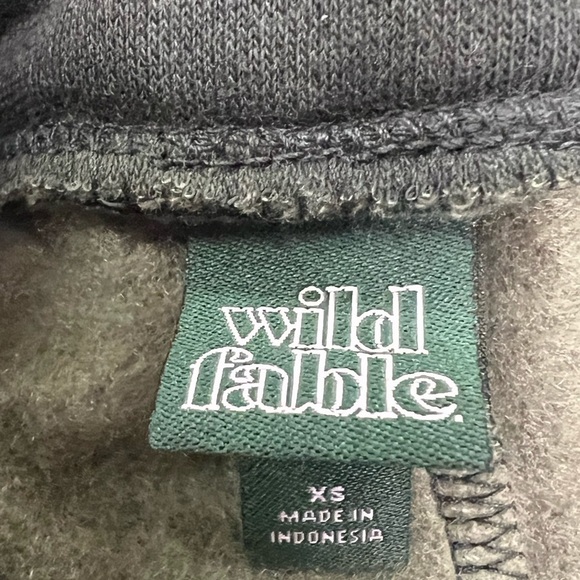 wild
fable.
XS
MADE IN
INDONESIA